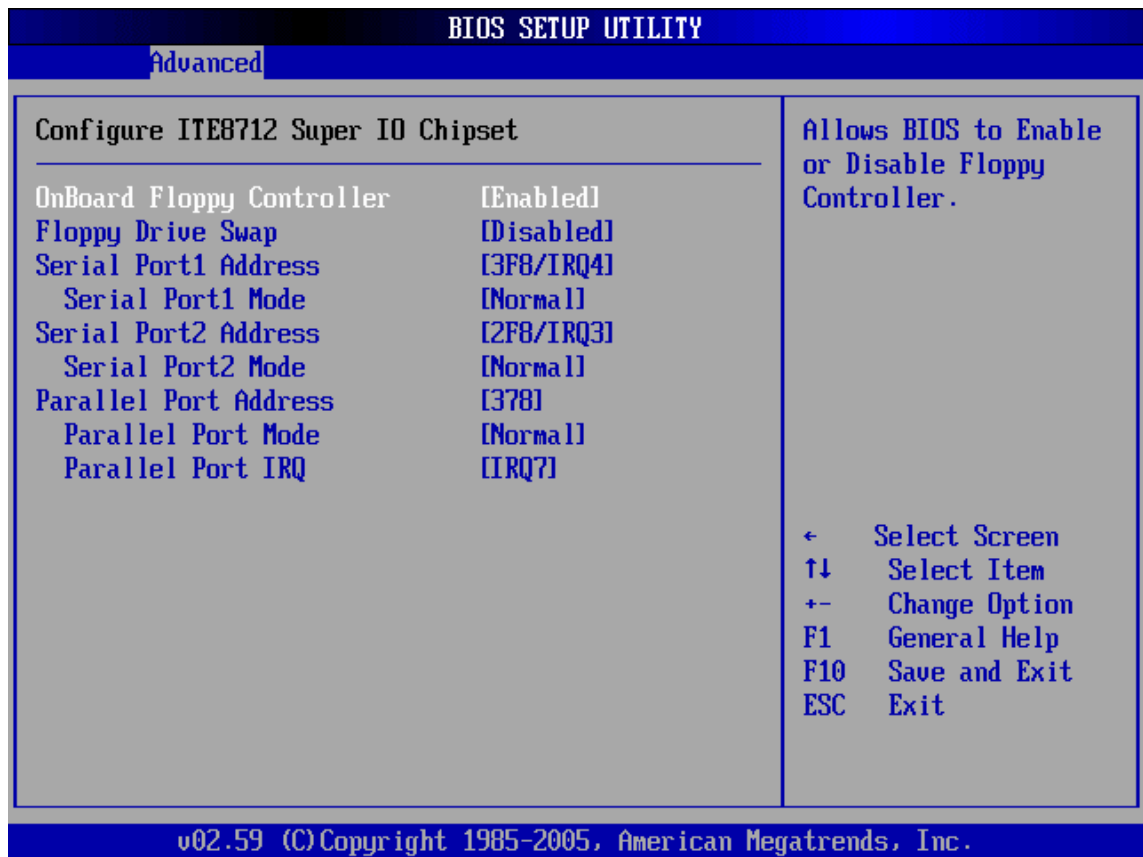 BIOS SETUP UTILITY
Advanced
Configure ITE8712 Super IO Chipset
OnBoard Floppy Controller [Enabled]
Floppy Drive Swap [Disabled]
Serial Port1 Address [3F8/IRQ4]
Serial Port1 Mode [Normal]
Serial Port2 Address [2F8/IRQ3]
Serial Port2 Mode [Normal]
Parallel Port Address [378]
Parallel Port Mode [Normal]
Parallel Port IRQ [IRQ7]
Allows BIOS to Enable
or Disable Floppy
Controller.
← Select Screen
↑↓ Select Item
+- Change Option
F1 General Help
F10 Save and Exit
ESC Exit
v02.59 (C)Copyright 1985-2005, American Megatrends, Inc.